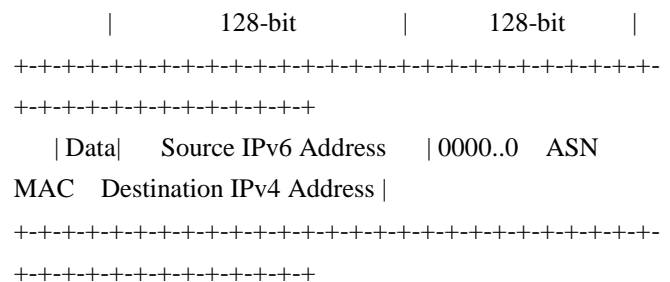 | 128-bit | 128-bit |
+-+-+-+-+-+-+-+-+-+-+-+-+-+-+-+-+-+-+-+-+-+-+-+-+-+-+-
+-+-+-+-+-+-+-+-+-+-+-+-+
| Data| Source IPv6 Address | 0000..0 ASN
MAC Destination IPv4 Address |
+-+-+-+-+-+-+-+-+-+-+-+-+-+-+-+-+-+-+-+-+-+-+-+-+-+-+-
+-+-+-+-+-+-+-+-+-+-+-+-+